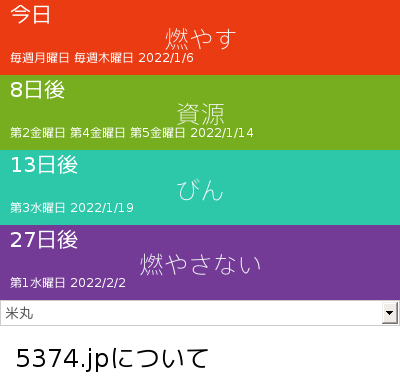 今日
燃やす
毎週月曜日 毎週木曜日 2022/1/6
8日後
資源
第2金曜日 第4金曜日 第5金曜日 2022/1/14
13日後
びん
第3水曜日 2022/1/19
27日後
燃やさない
第1水曜日 2022/2/2
米丸
5374.jpについて